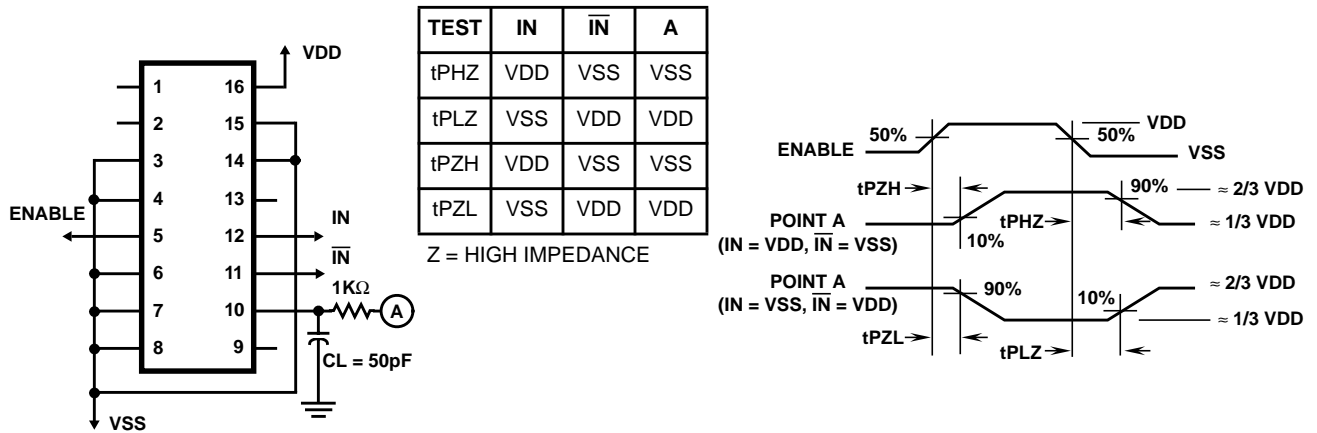 VDD
1 16
2 15
3 14
4 13
ENABLE
5 12
IN
6 11
I̅N̅
7 10
1KΩ
A
8 9
CL = 50pF
VSS
TEST IN I̅N̅ A
tPHZ VDD VSS VSS
tPLZ VSS VDD VDD
tPZH VDD VSS VSS
tPZL VSS VDD VDD
Z = HIGH IMPEDANCE
ENABLE
50%
50%
VDD
VSS
tPZH
POINT A
(IN = VDD, I̅N̅ = VSS)
10%
tPHZ
90%
≈ 2/3 VDD
≈ 1/3 VDD
POINT A
(IN = VSS, I̅N̅ = VDD)
90%
10%
≈ 2/3 VDD
≈ 1/3 VDD
tPZL
tPLZ